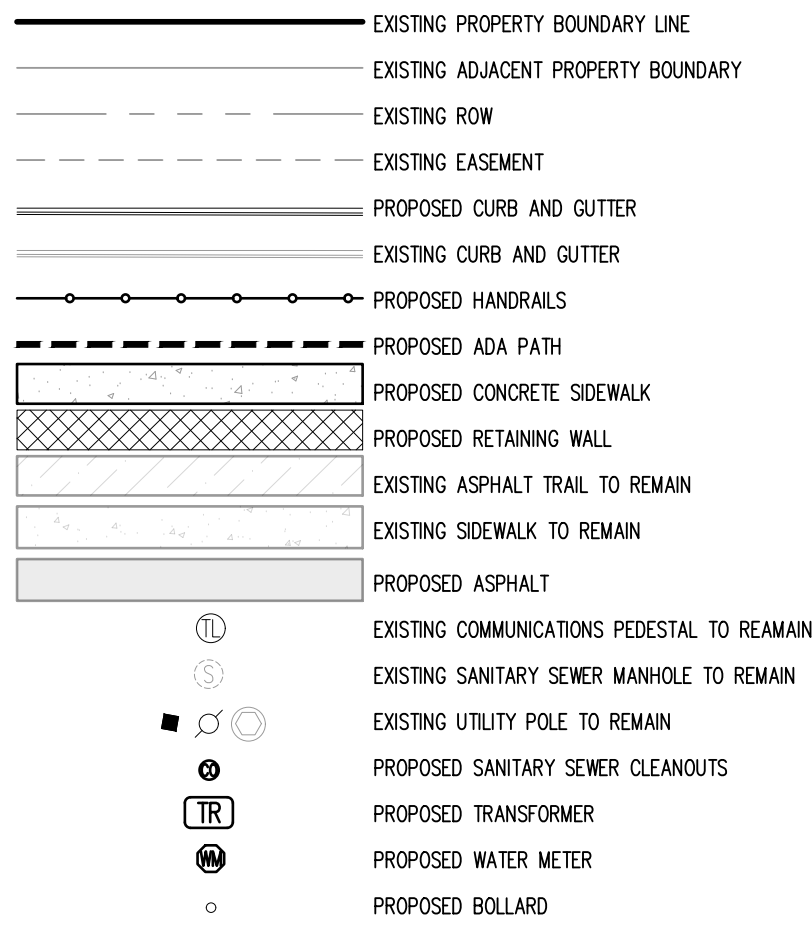 EXISTING PROPERTY BOUNDARY LINE
EXISTING ADJACENT PROPERTY BOUNDARY
EXISTING ROW
EXISTING EASEMENT
PROPOSED CURB AND GUTTER
EXISTING CURB AND GUTTER
PROPOSED HANDRAILS
PROPOSED ADA PATH
PROPOSED CONCRETE SIDEWALK
PROPOSED RETAINING WALL
EXISTING ASPHALT TRAIL TO REMAIN
EXISTING SIDEWALK TO REMAIN
PROPOSED ASPHALT
TL EXISTING COMMUNICATIONS PEDESTAL TO REAMAIN
S EXISTING SANITARY SEWER MANHOLE TO REMAIN
EXISTING UTILITY POLE TO REMAIN
CO PROPOSED SANITARY SEWER CLEANOUTS
TR PROPOSED TRANSFORMER
WM PROPOSED WATER METER
PROPOSED BOLLARD